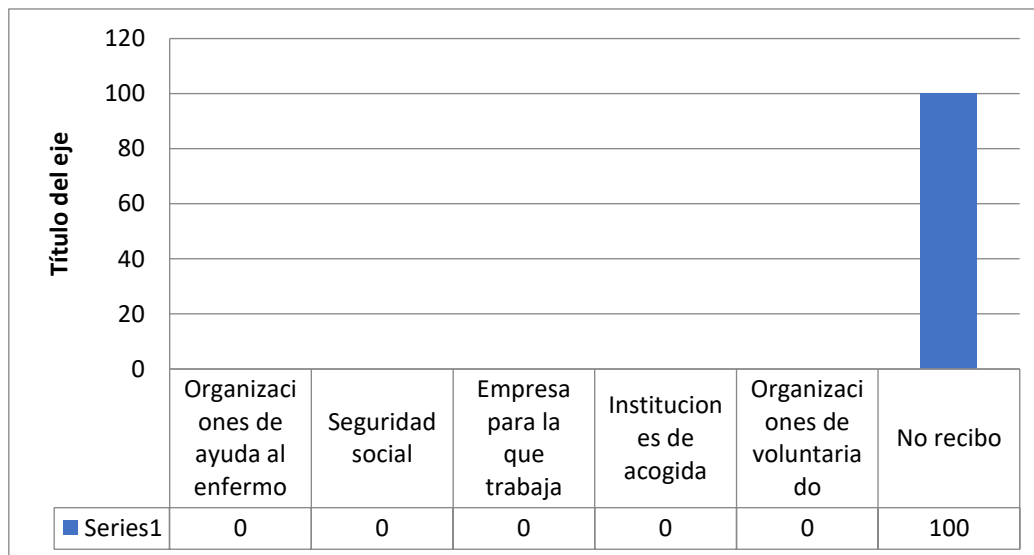 120
100
80
60
40
20
0
Título del eje
Organizaci
ones de
ayuda al
enfermo
Seguridad
social
Empresa
para la
que
trabaja
Institucion
es de
acogida
Organizaci
ones de
voluntaria
do
No recibo
Series1 0 0 0 0 0 100